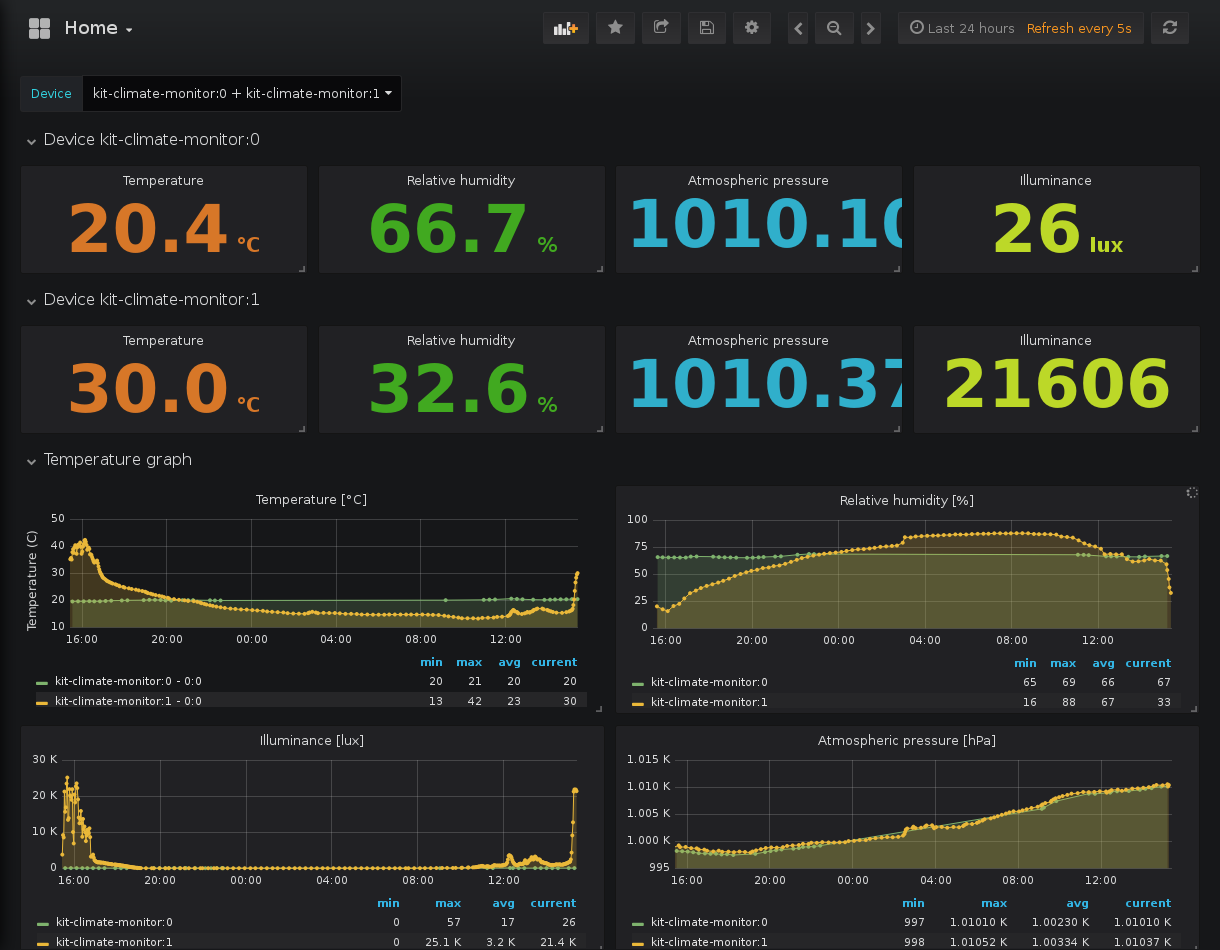 Home
Last 24 hours Refresh every 5s
Device kit-climate-monitor:0 + kit-climate-monitor:1
Device kit-climate-monitor:0
Temperature Relative humidity Atmospheric pressure Illuminance
20.4 °C 66.7 % 1010.10 26 lux
Device kit-climate-monitor:1
Temperature Relative humidity Atmospheric pressure Illuminance
30.0 °C 32.6 % 1010.37 21606
Temperature graph
Temperature [°C]
Temperature (C)
50
40
30
20
10
16:00 20:00 00:00 04:00 08:00 12:00
min max avg current
kit-climate-monitor:0 - 0:0 20 21 20 20
kit-climate-monitor:1 - 0:0 13 42 23 30
Relative humidity [%]
100
75
50
25
0
16:00 20:00 00:00 04:00 08:00 12:00
min max avg current
kit-climate-monitor:0 65 69 66 67
kit-climate-monitor:1 16 88 67 33
Illuminance [lux]
30 K
20 K
10 K
0
16:00 20:00 00:00 04:00 08:00 12:00
min max avg current
kit-climate-monitor:0 0 57 17 26
kit-climate-monitor:1 0 25.1 K 3.2 K 21.4 K
Atmospheric pressure [hPa]
1.015 K
1.010 K
1.005 K
1.000 K
995
16:00 20:00 00:00 04:00 08:00 12:00
min max avg current
kit-climate-monitor:0 997 1.01010 K 1.00230 K 1.01010 K
kit-climate-monitor:1 998 1.01052 K 1.00334 K 1.01037 K